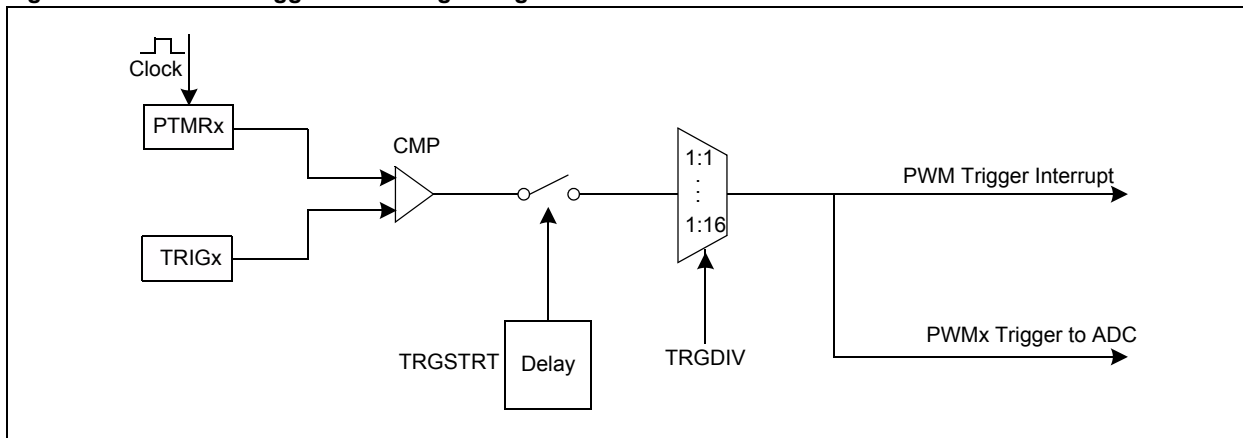 Clock
PTMRx
CMP
TRIGx
TRGSTRT
Delay
1:1
:
1:16
TRGDIV
PWM Trigger Interrupt
PWMx Trigger to ADC